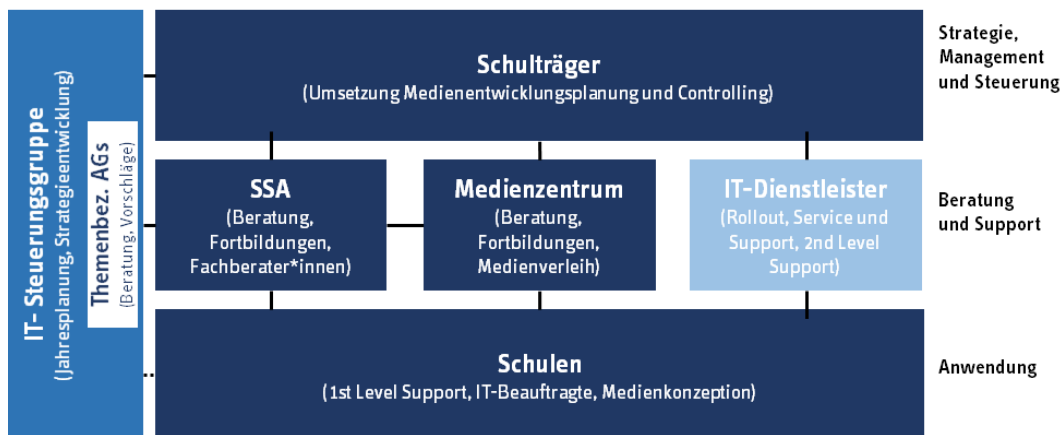 IT- Steuerungsgruppe
(Jahresplanung, Strategieentwicklung)
Themenbez. AGs
(Beratung, Vorschläge)
Schulträger
(Umsetzung Medienentwicklungsplanung und Controlling)
Strategie,
Management
und Steuerung
SSA
(Beratung,
Fortbildungen,
Fachberater*innen)
Medienzentrum
(Beratung,
Fortbildungen,
Medienverleih)
IT-Dienstleister
(Rollout, Service und
Support, 2nd Level
Support)
Beratung
und Support
Schulen
(1st Level Support, IT-Beauftragte, Medienkonzeption)
Anwendung